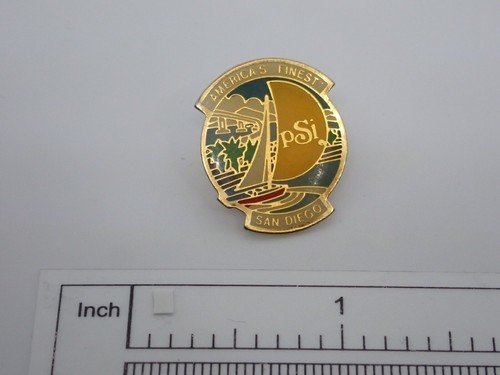 AMERICA'S FINEST
pSi
SAN DIEGO
Inch
1